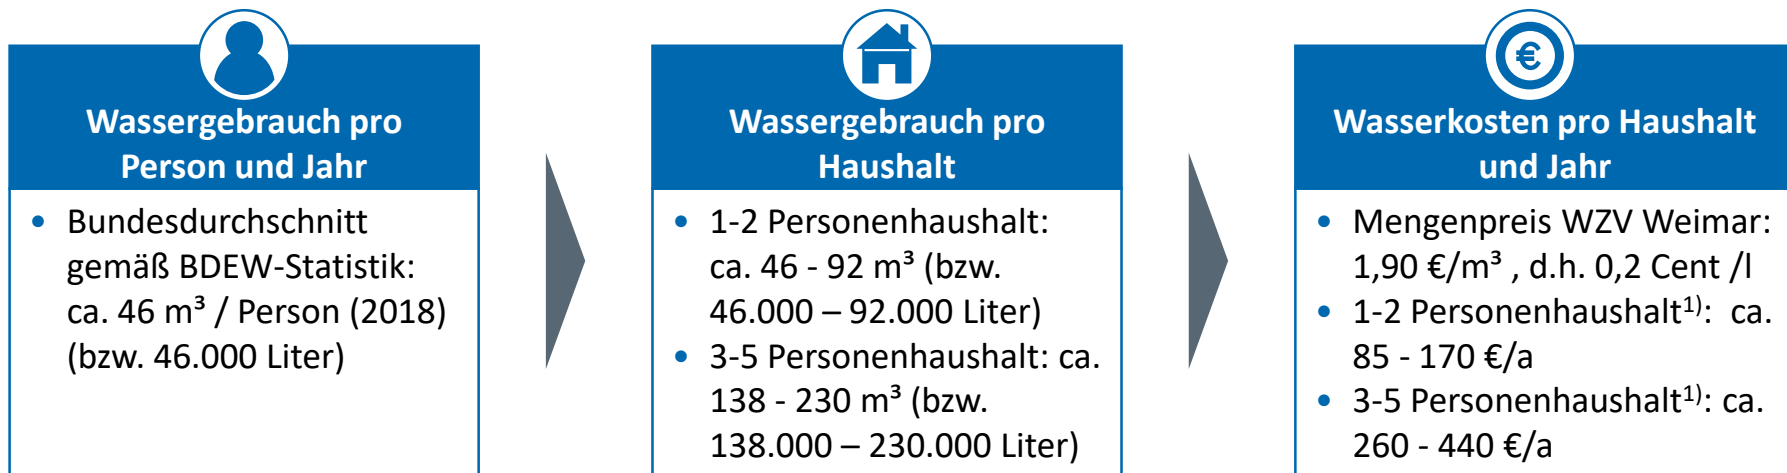 Wassergebrauch pro
Person und Jahr
• Bundesdurchschnitt
gemäß BDEW-Statistik:
ca. 46 m³ / Person (2018)
(bzw. 46.000 Liter)
Wassergebrauch pro
Haushalt
• 1-2 Personenhaushalt:
ca. 46 - 92 m³ (bzw.
46.000 – 92.000 Liter)
• 3-5 Personenhaushalt: ca.
138 - 230 m³ (bzw.
138.000 – 230.000 Liter)
€
Wasserkosten pro Haushalt
und Jahr
• Mengenpreis WZV Weimar:
1,90 €/m³ , d.h. 0,2 Cent /l
• 1-2 Personenhaushalt¹⁾: ca.
85 - 170 €/a
• 3-5 Personenhaushalt¹⁾: ca.
260 - 440 €/a